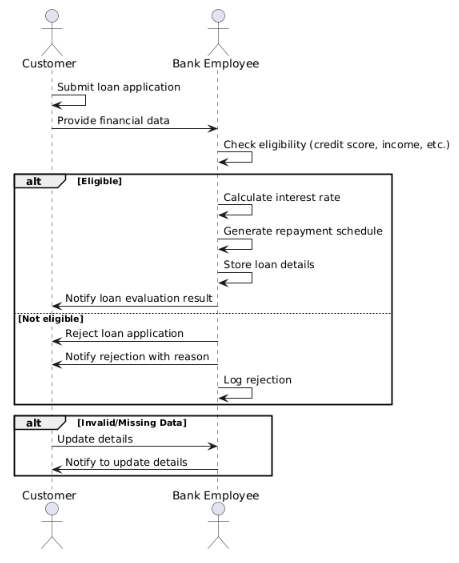 Customer
Bank Employee
Submit loan application
Provide financial data
Check eligibility (credit score, income, etc.)
alt [Eligible]
Calculate interest rate
Generate repayment schedule
Store loan details
Notify loan evaluation result
[Not eligible]
Reject loan application
Notify rejection with reason
Log rejection
alt [Invalid/Missing Data]
Update details
Notify to update details
Customer
Bank Employee